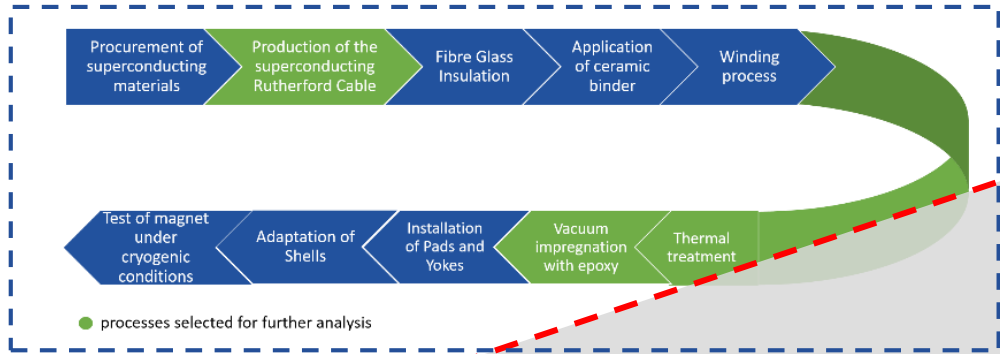 Procurement of
superconducting
materials
Production of the
superconducting
Rutherford Cable
Fibre Glass
Insulation
Application
of ceramic
binder
Winding
process
Thermal
treatment
Vacuum
impregnation
with epoxy
Installation
of Pads and
Yokes
Adaptation of
Shells
Test of magnet
under
cryogenic
conditions
processes selected for further analysis